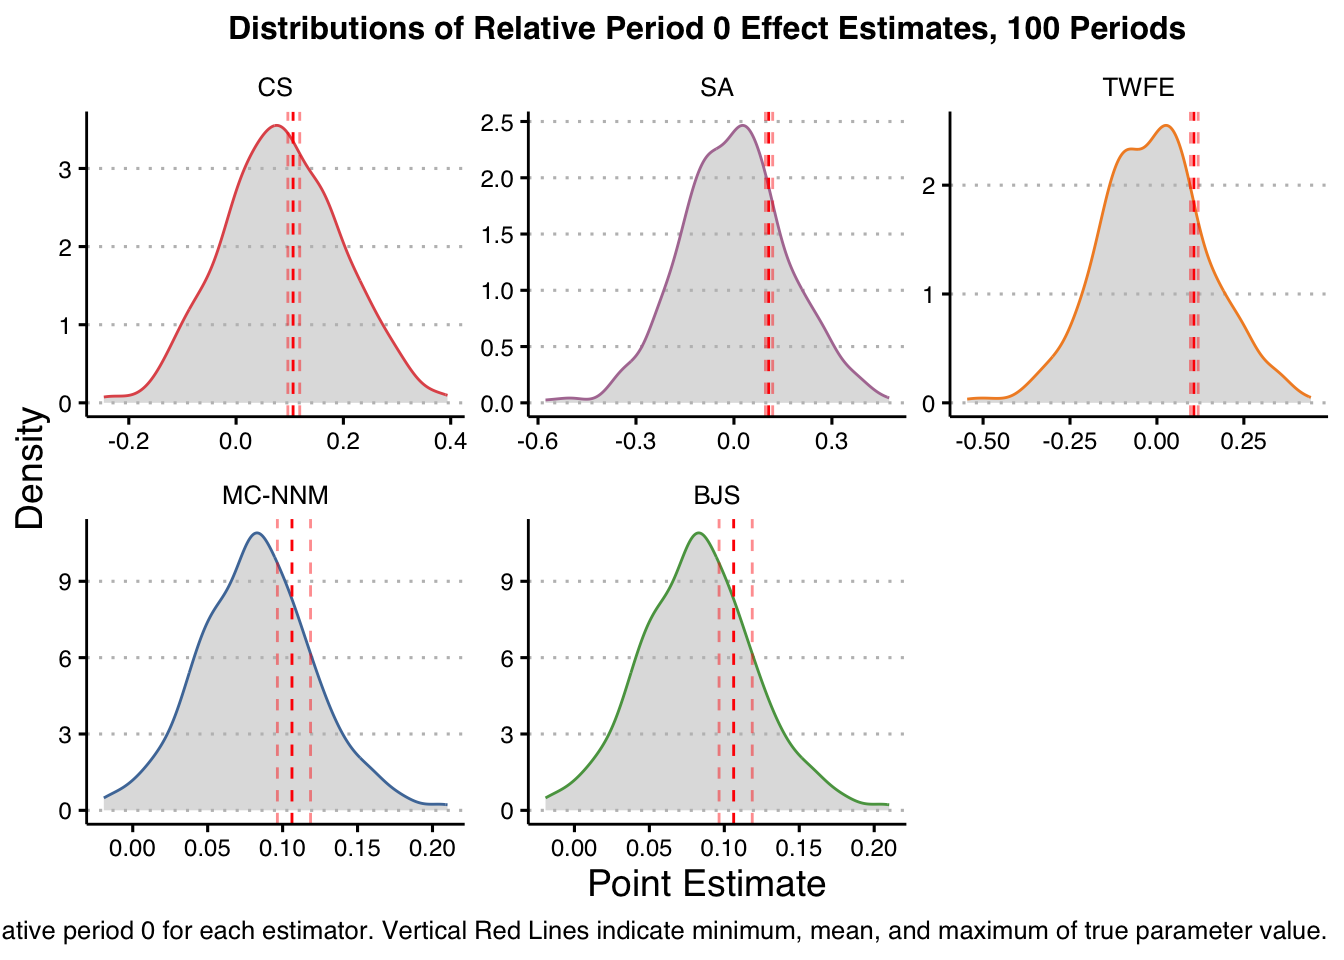 Distributions of Relative Period 0 Effect Estimates, 100 Periods
CS
SA
TWFE
3
2
1
0
-0.2 0.0 0.2 0.4
2.5
2.0
1.5
1.0
0.5
0.0
-0.6 -0.3 0.0 0.3
2
1
0
-0.50 -0.25 0.00 0.25
Density
MC-NNM
BJS
9
6
3
0
0.00 0.05 0.10 0.15 0.20
9
6
3
0
0.00 0.05 0.10 0.15 0.20
Point Estimate
ative period 0 for each estimator. Vertical Red Lines indicate minimum, mean, and maximum of true parameter value.